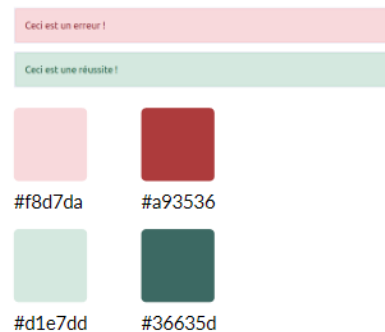 Ceci est un erreur !
Ceci est une réussite !
#f8d7da #a93536
#d1e7dd #36635d